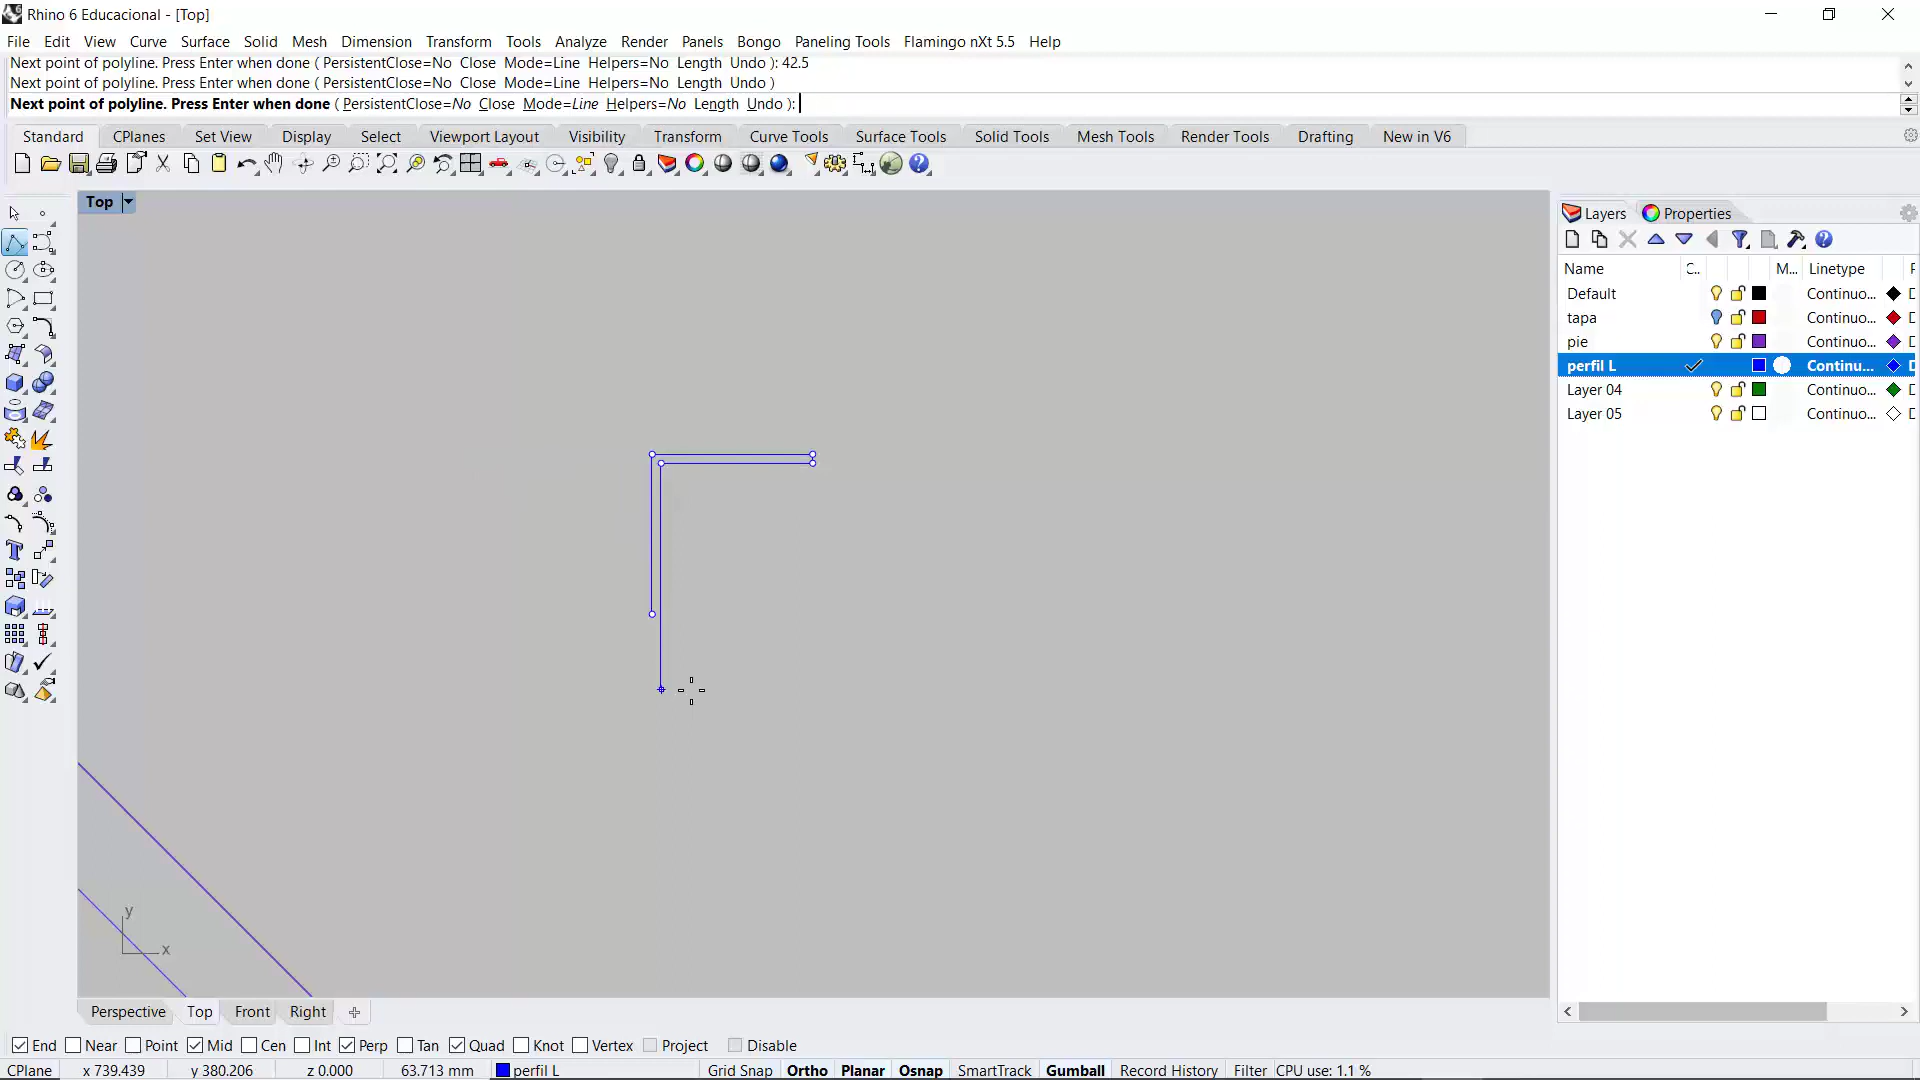 Rhino 6 Educacional - [Top]
File Edit View Curve Surface Solid Mesh Dimension Transform Tools Analyze Render Panels Bongo Paneling Tools Flamingo nXt 5.5 Help
Next point of polyline. Press Enter when done ( PersistentClose=No Close Mode=Line Helpers=No Length Undo ): 42.5
Next point of polyline. Press Enter when done ( PersistentClose=No Close Mode=Line Helpers=No Length Undo )
Next point of polyline. Press Enter when done ( PersistentClose=No Close Mode=Line Helpers=No Length Undo ):
Standard CPlanes Set View Display Select Viewport Layout Visibility Transform Curve Tools Surface Tools Solid Tools Mesh Tools Render Tools Drafting New in V6
Top
Layers Properties
Name C.. M... Linetype
Default Continuo...
tapa Continuo...
pie Continuo...
perfil L Continu...
Layer 04 Continuo...
Layer 05 Continuo...
y
x
Perspective Top Front Right
End Near Point Mid Cen Int Perp Tan Quad Knot Vertex Project Disable
CPlane x 739.439 y 380.206 z 0.000 63.713 mm perfil L Grid Snap Ortho Planar Osnap SmartTrack Gumball Record History Filter CPU use: 1.1 %